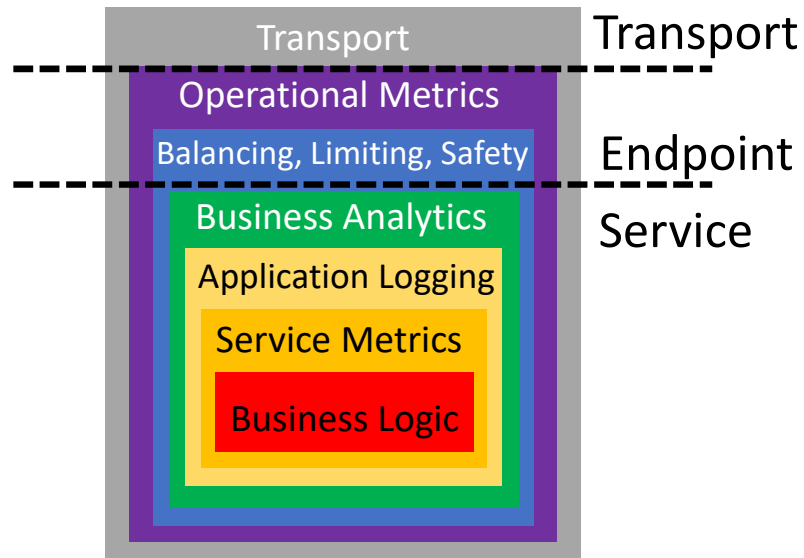 Transport
Transport
Operational Metrics
Balancing, Limiting, Safety
Endpoint
Business Analytics
Service
Application Logging
Service Metrics
Business Logic